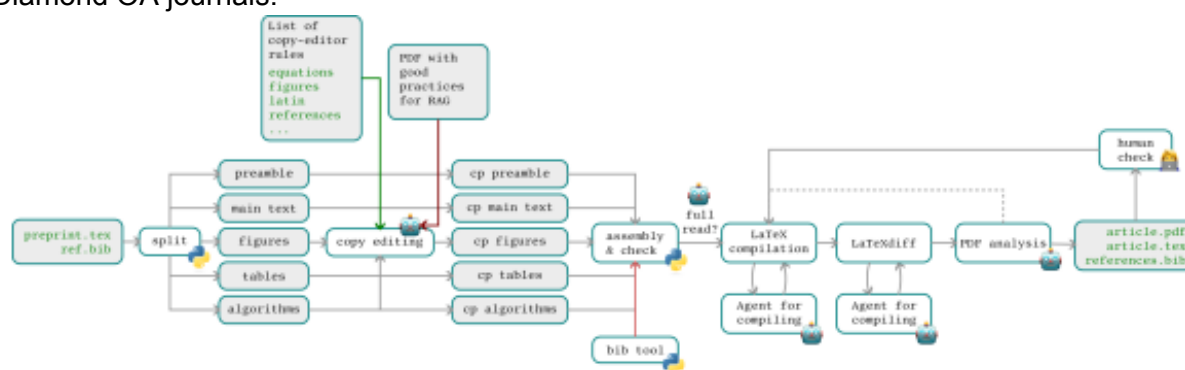 Diamond OA journals.
List of
copy-editor
rules
equations
figures
latin
references
...
PDF with
good
practices
for RAG
preprist.tex
ref.bib
split
preamble
main text
figures
tables
algorithms
copy editing
cp preamble
cp main text
cp figures
cp tables
cp algorithms
assembly
& check
bib tool
full
read?
LaTeX
compilation
Agent for
compiling
LaTeXdiff
Agent for
compiling
PDF analysis
human
check
article.pdf
article.tex
references.bib